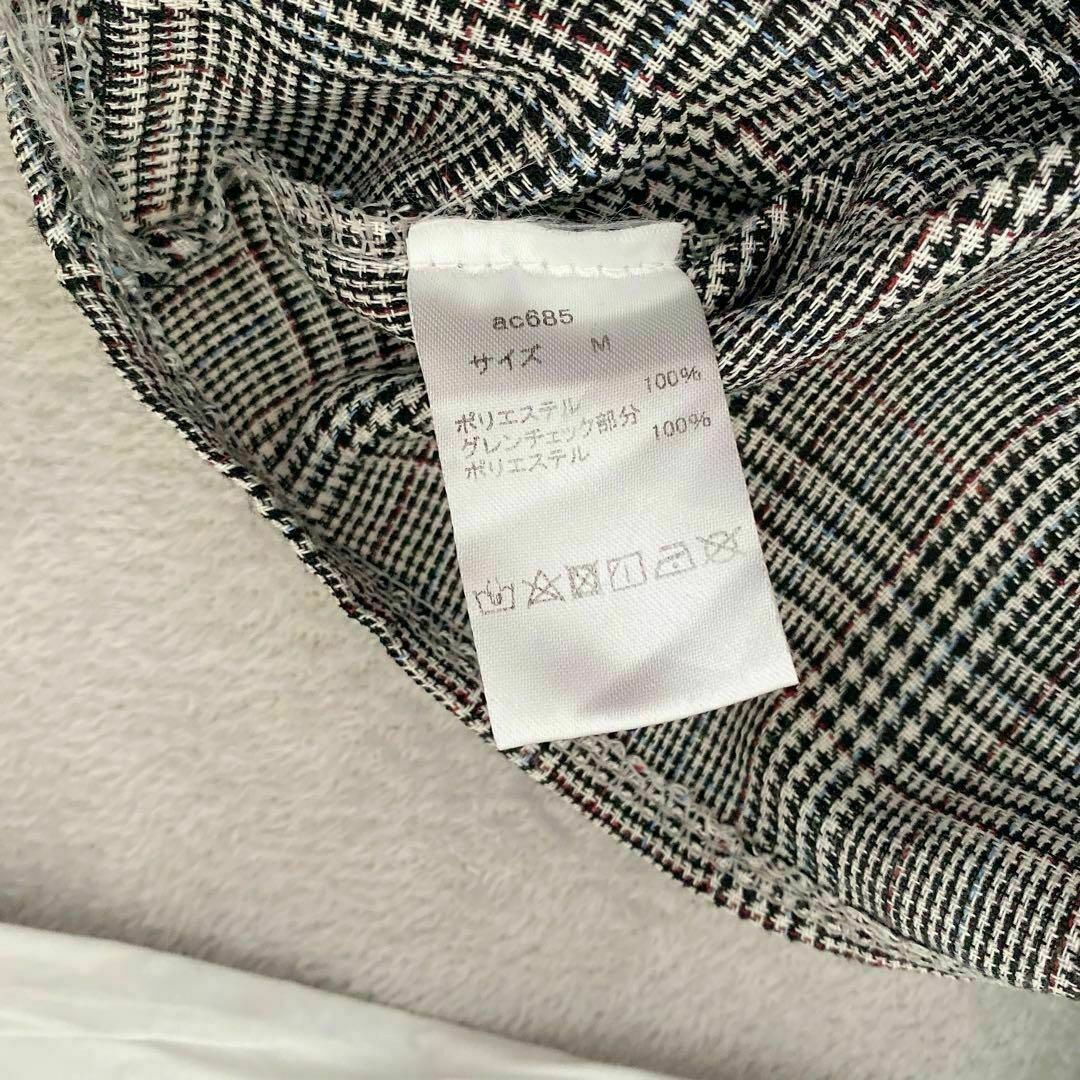 ac685
サイズ M
ポリエステル 100%
グレンチェック部分
ポリエステル 100%